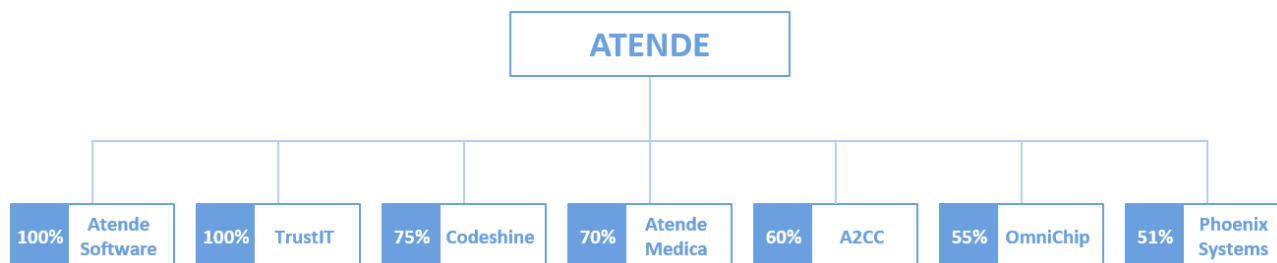 ATENDE
100%
Atende
Software
100%
TrustIT
75%
Codeshine
70%
Atende
Medica
60%
A2CC
55%
OmniChip
51%
Phoenix
Systems